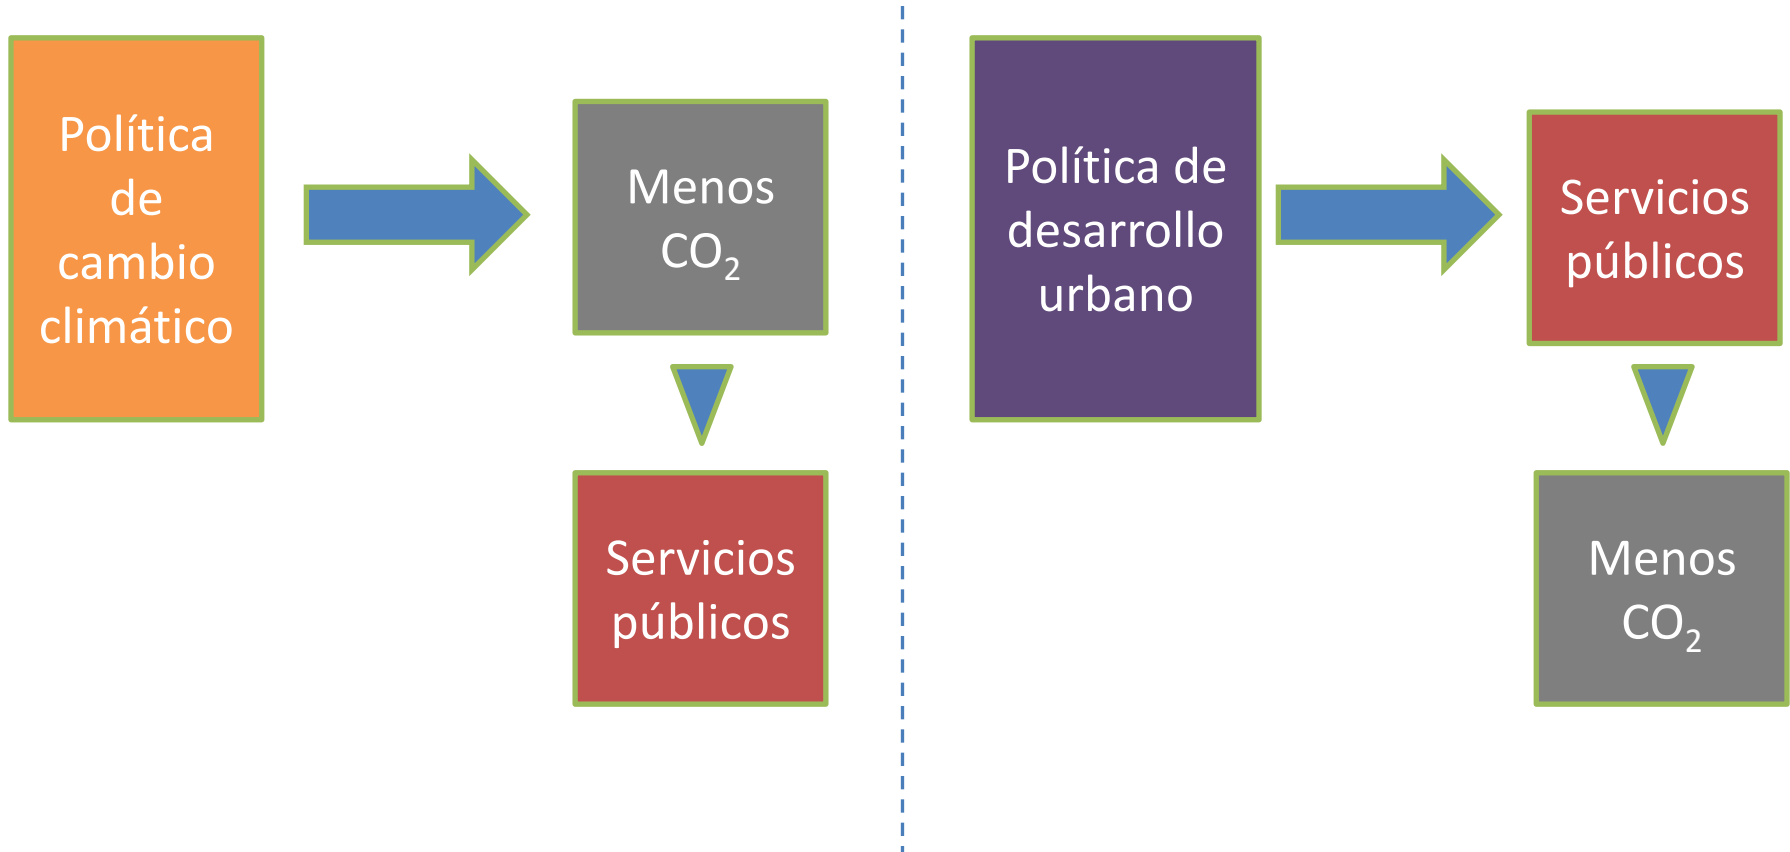 Política
de
cambio
climático
Menos
CO₂
Servicios
públicos
Política de
desarrollo
urbano
Servicios
públicos
Menos
CO₂